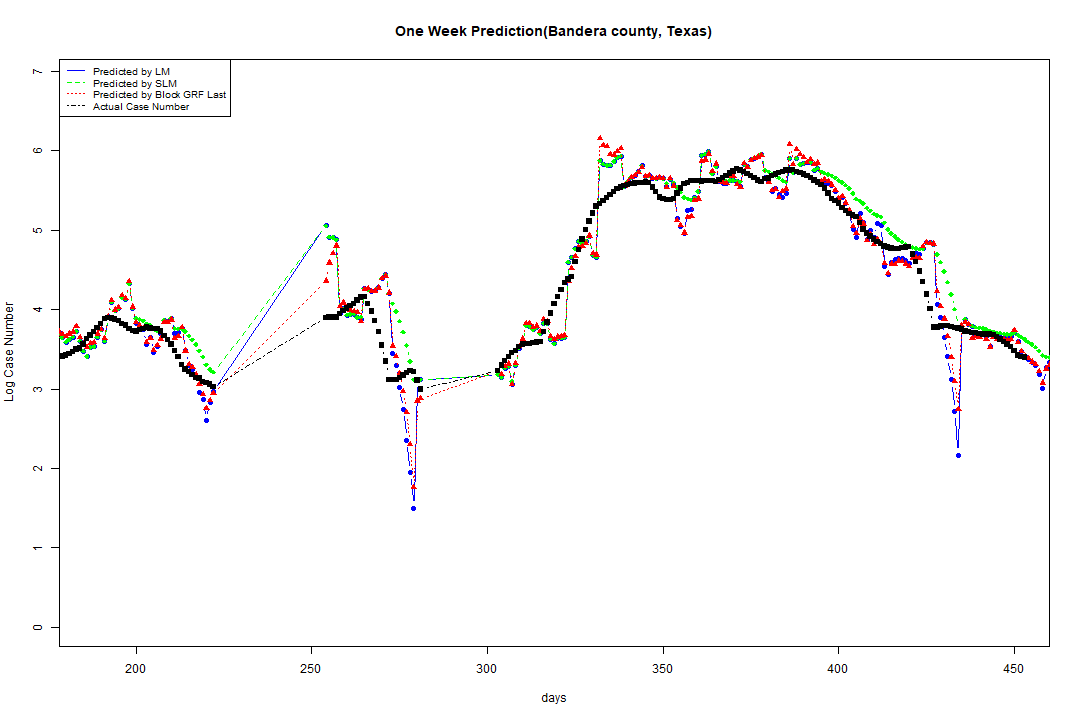 One Week Prediction(Bandera county, Texas)
Predicted by LM
Predicted by SLM
Predicted by Block GRF Last
Actual Case Number
7
6
5
4
3
2
1
0
Log Case Number
200 250 300 350 400 450
days